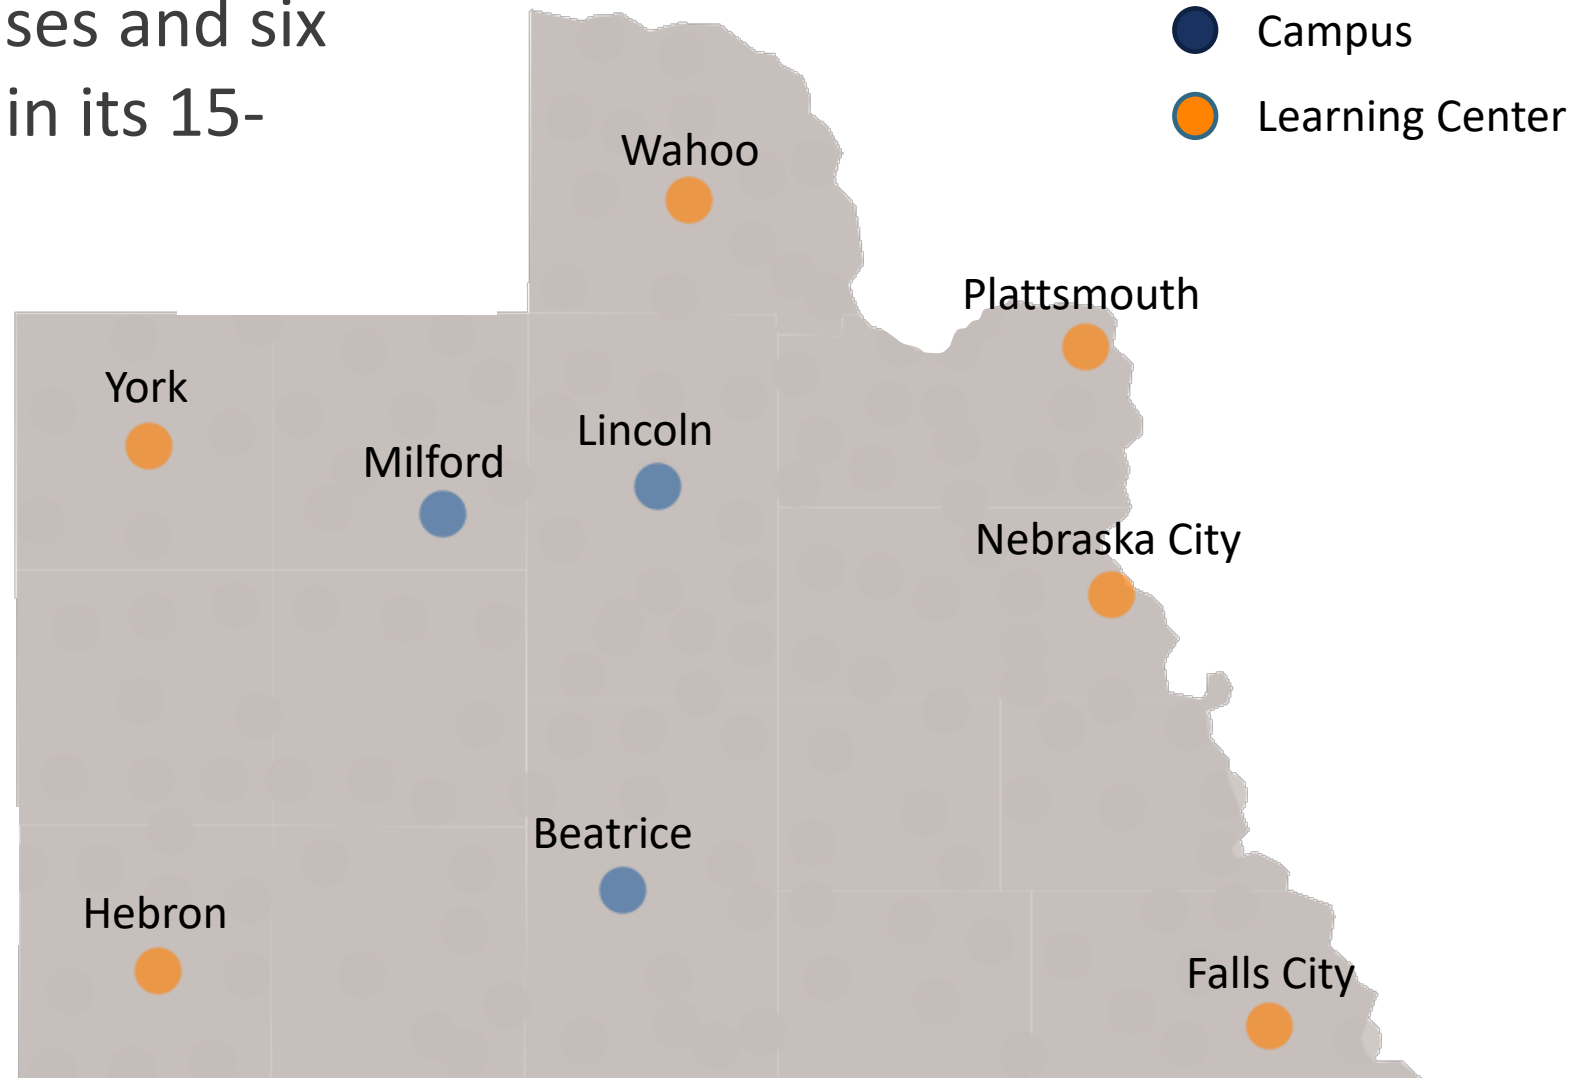 ses and six
in its 15-
Campus
Learning Center
Wahoo
Plattsmouth
York
Lincoln
Milford
Nebraska City
Beatrice
Hebron
Falls City